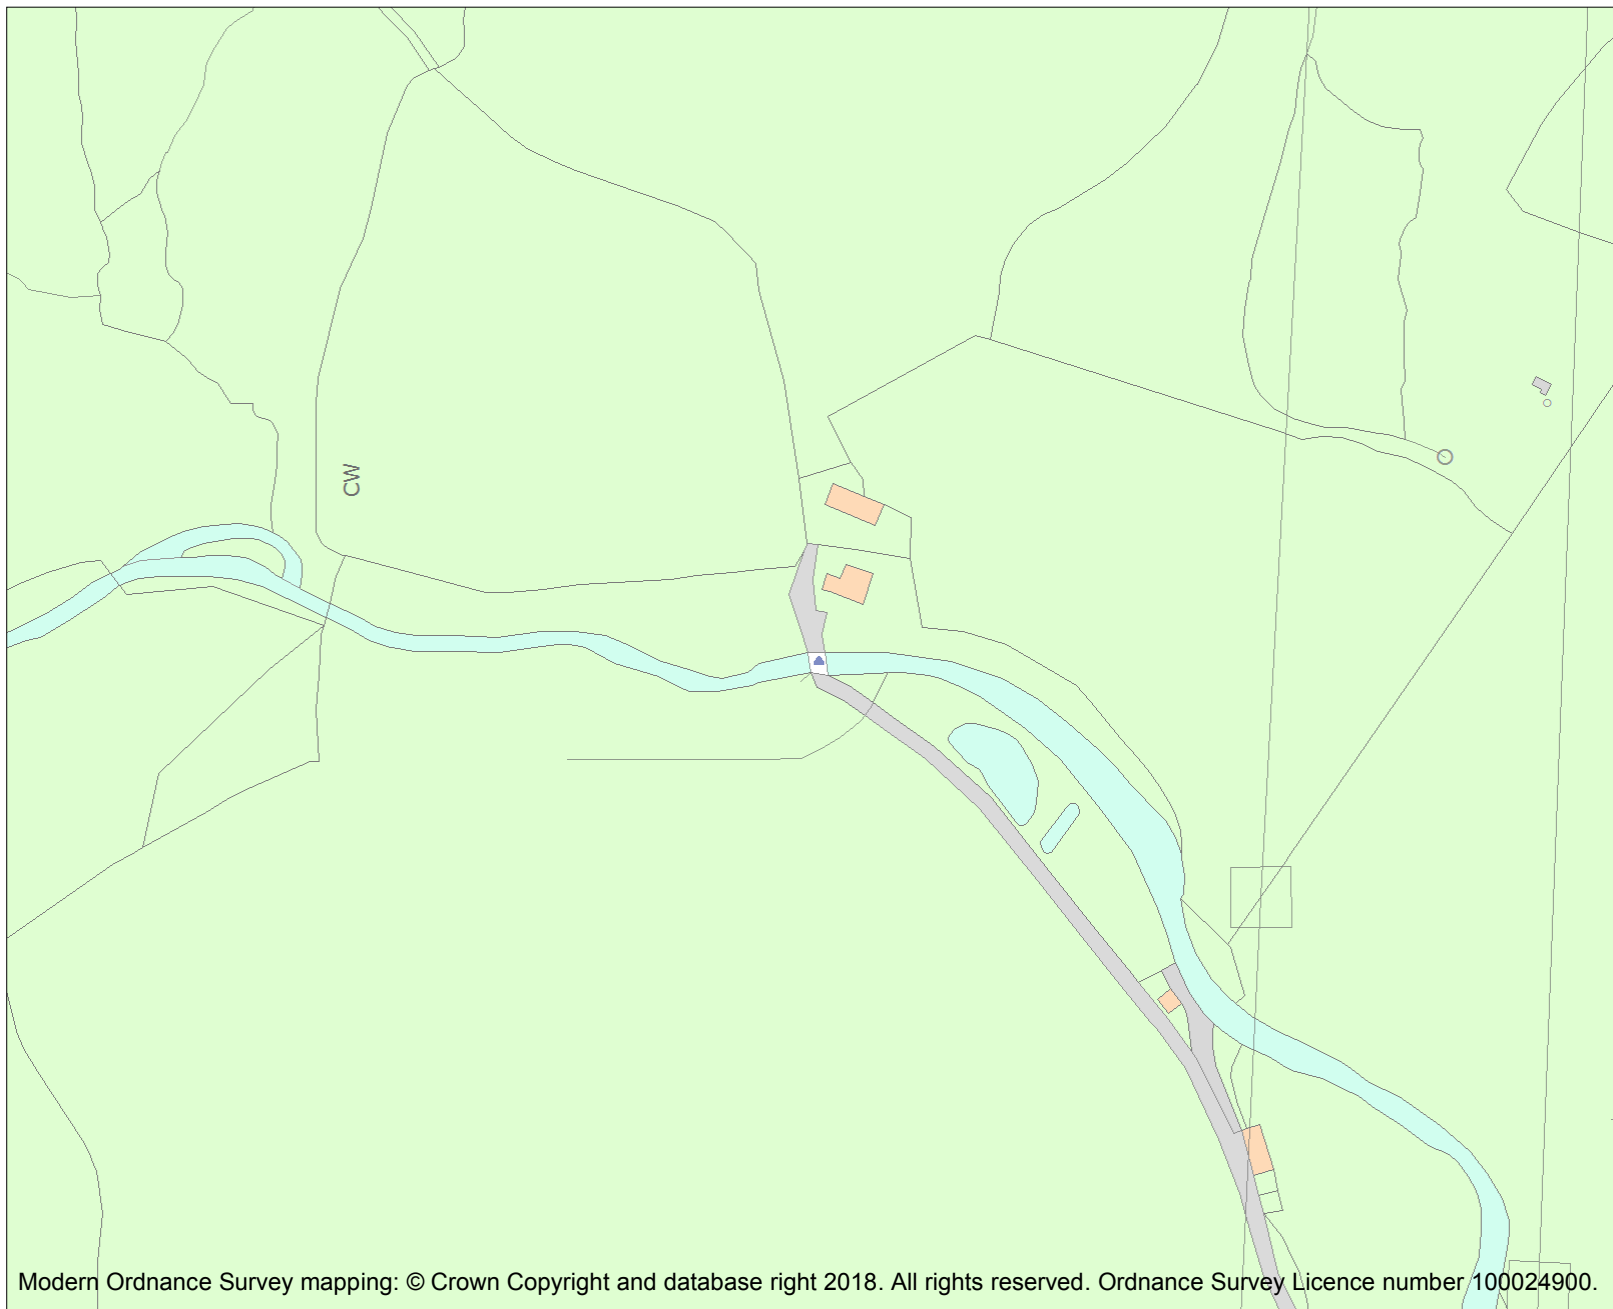 CW
Modern Ordnance Survey mapping: © Crown Copyright and database right 2018. All rights reserved. Ordnance Survey Licence number 100024900.